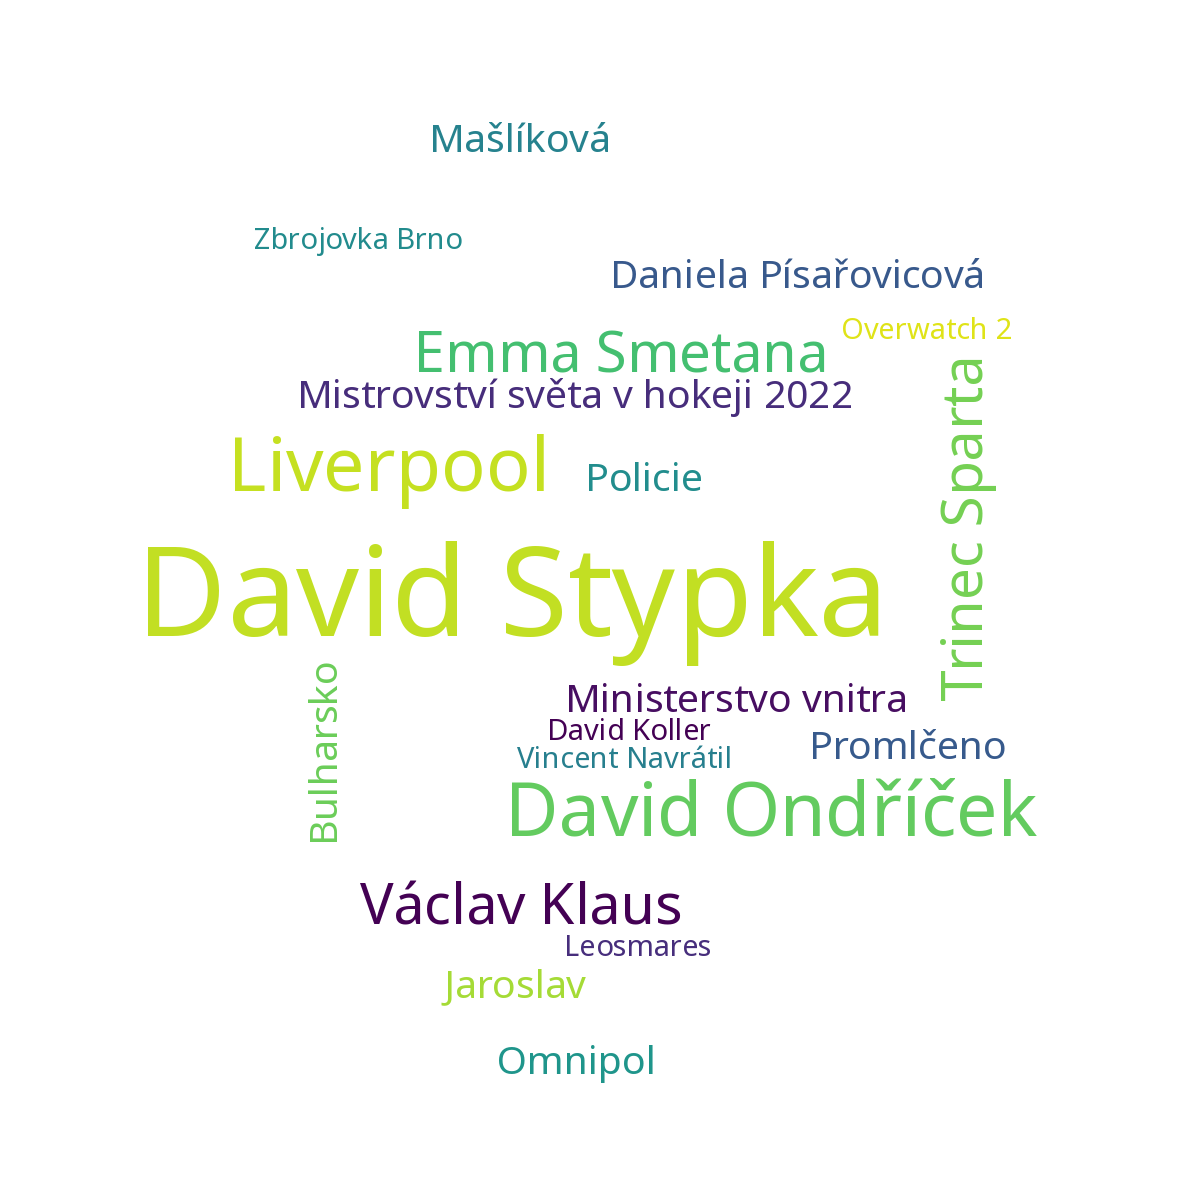 Mašlíková
Zbrojovka Brno
Daniela Písařovicová
Overwatch 2
Emma Smetana
Mistrovství světa v hokeji 2022
Trinec Sparta
Liverpool
Policie
David Stypka
Bulharsko
Ministerstvo vnitra
David Koller
Promlčeno
Vincent Navrátil
David Ondříček
Václav Klaus
Leosmares
Jaroslav
Omnipol